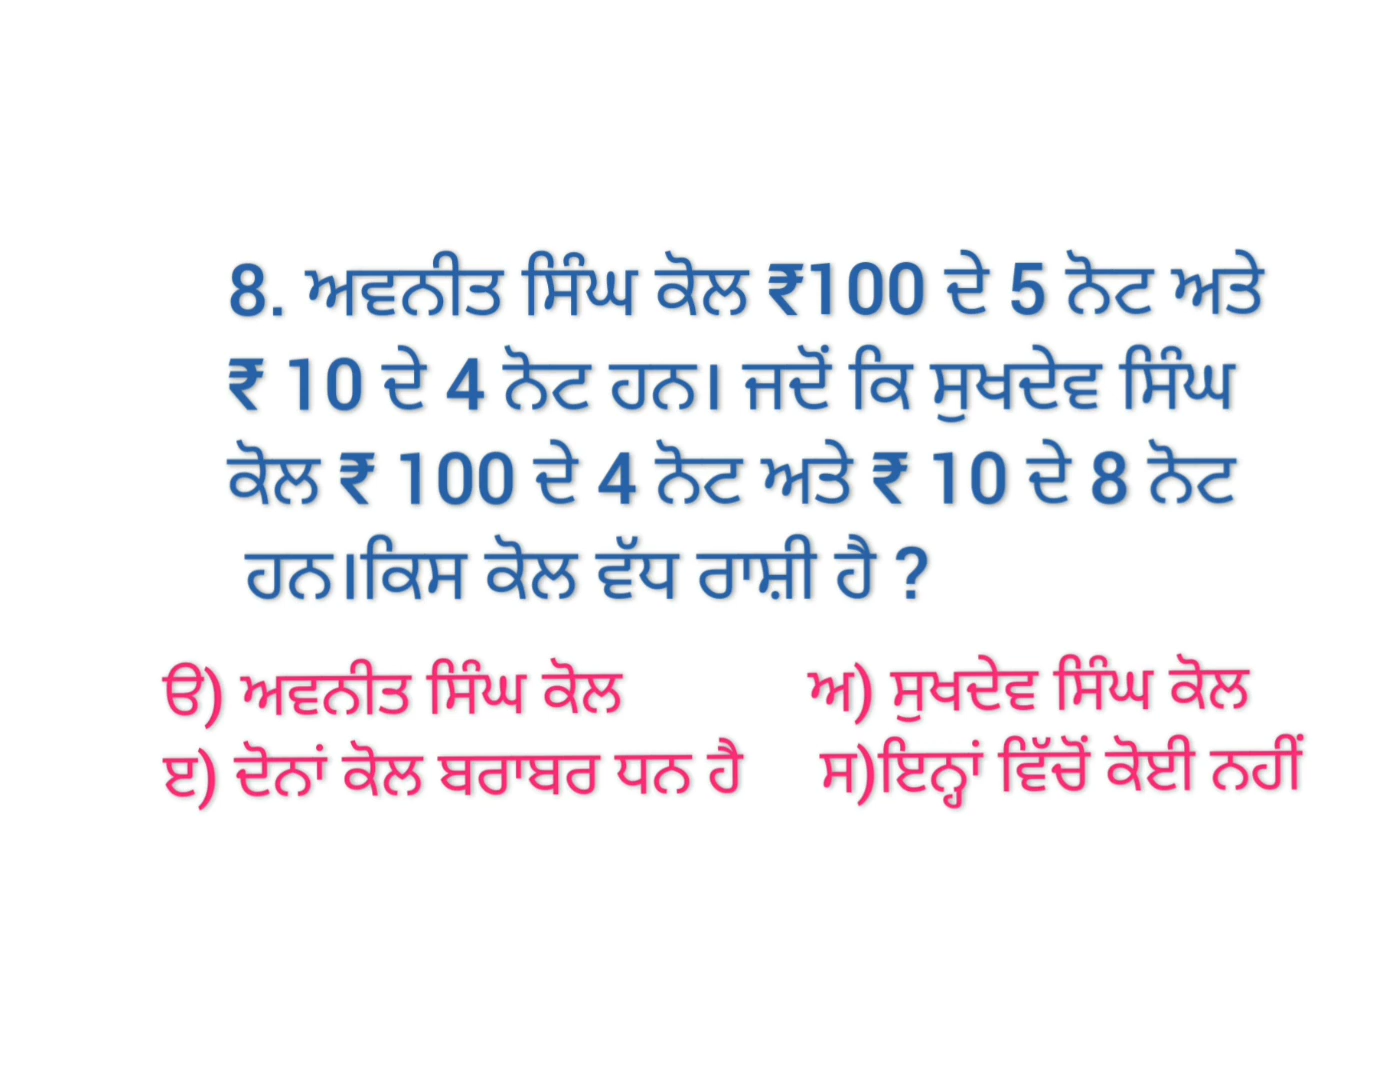 8. ਅਵਨੀਤ ਸਿੰਘ ਕੋਲ ₹100 ਦੇ 5 ਨੋਟ ਅਤੇ
₹ 10 ਦੇ 4 ਨੋਟ ਹਨ। ਜਦੋਂ ਕਿ ਸੁਖਦੇਵ ਸਿੰਘ
ਕੋਲ ₹ 100 ਦੇ 4 ਨੋਟ ਅਤੇ ₹ 10 ਦੇ 8 ਨੋਟ
ਹਨ।ਕਿਸ ਕੋਲ ਵੱਧ ਰਾਸ਼ੀ ਹੈ ?
ੳ) ਅਵਨੀਤ ਸਿੰਘ ਕੋਲ ਅ) ਸੁਖਦੇਵ ਸਿੰਘ ਕੋਲ
ੲ) ਦੋਨਾਂ ਕੋਲ ਬਰਾਬਰ ਧਨ ਹੈ ਸ)ਇਨ੍ਹਾਂ ਵਿੱਚੋਂ ਕੋਈ ਨਹੀਂ